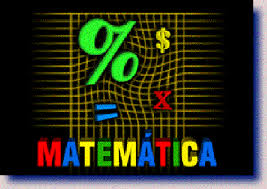 % $
= x
MATEMÁTICA